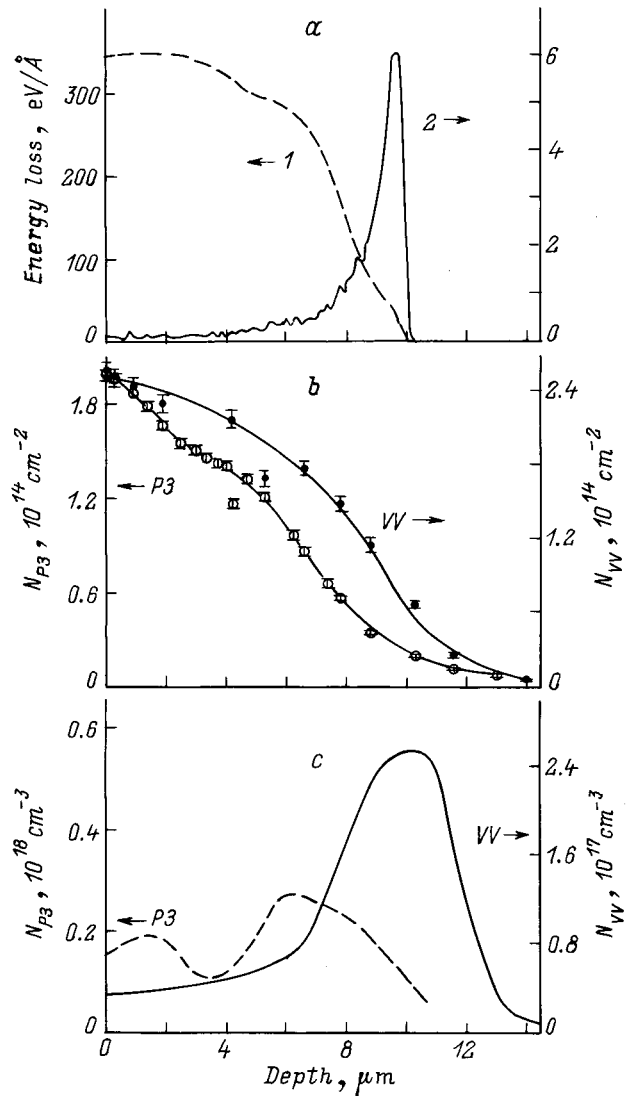 a
Energy loss, eV/Å
300
200
100
0
1
2
6
4
2
0
b
N_P3, 10^14 cm^-2
1.8
1.2
0.6
0
P3
VV
2.4
1.2
0
N_VV, 10^14 cm^-2
c
N_P3, 10^18 cm^-3
0.6
0.4
0.2
0
P3
VV
2.4
1.6
0.8
0
N_VV, 10^17 cm^-3
0 4 8 12
Depth, μm